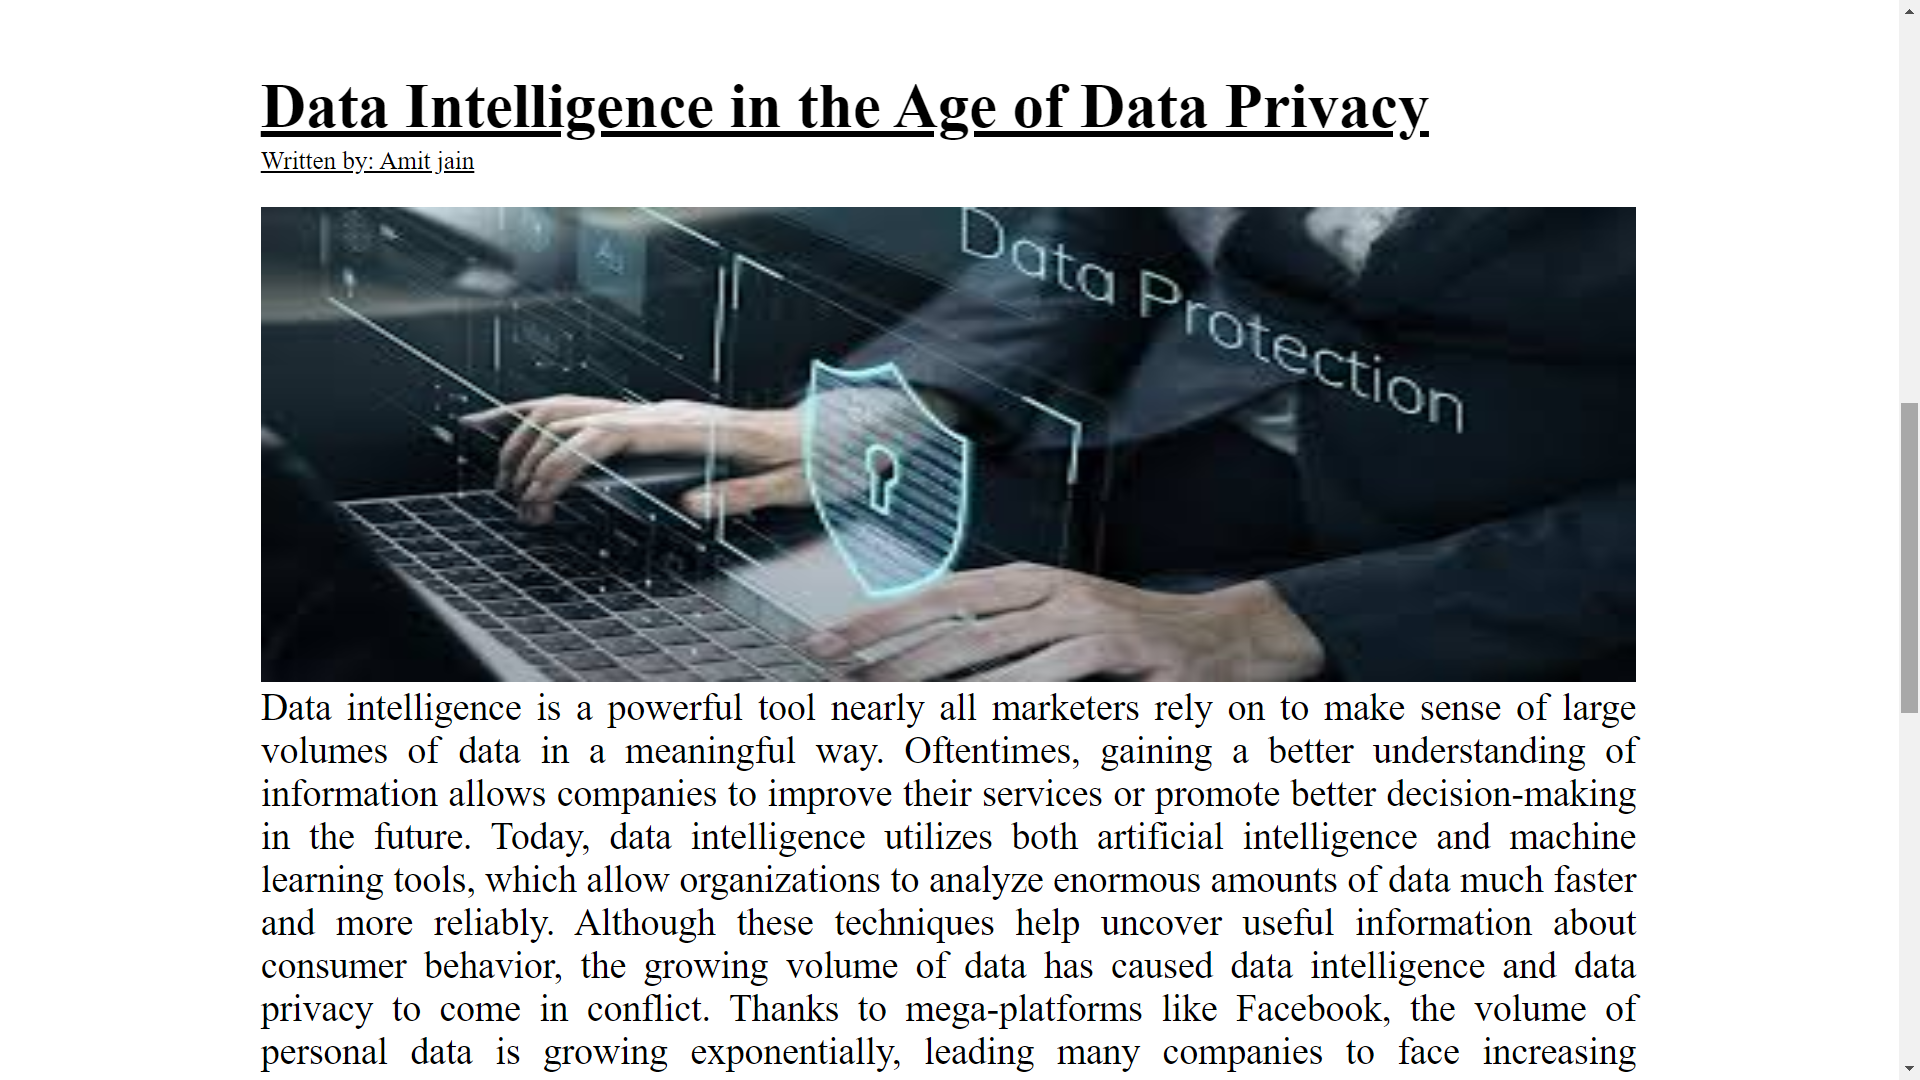 Data Intelligence in the Age of Data Privacy
Written by: Amit jain
Data Protection
Data intelligence is a powerful tool nearly all marketers rely on to make sense of large
volumes of data in a meaningful way. Oftentimes, gaining a better understanding of
information allows companies to improve their services or promote better decision-making
in the future. Today, data intelligence utilizes both artificial intelligence and machine
learning tools, which allow organizations to analyze enormous amounts of data much faster
and more reliably. Although these techniques help uncover useful information about
consumer behavior, the growing volume of data has caused data intelligence and data
privacy to come in conflict. Thanks to mega-platforms like Facebook, the volume of
personal data is growing exponentially, leading many companies to face increasing